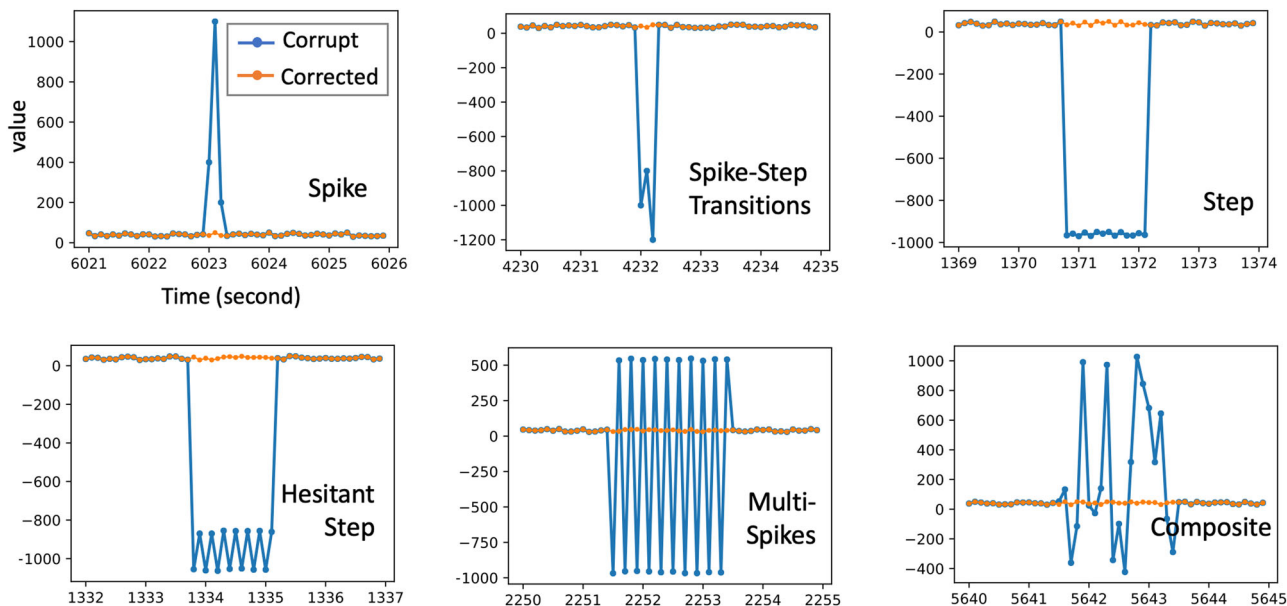 1000
800
600
400
200
0
value
Corrupt
Corrected
Spike
6021 6022 6023 6024 6025 6026
Time (second)
0
−200
−400
−600
−800
−1000
−1200
Spike-Step
Transitions
4230 4231 4232 4233 4234 4235
0
−200
−400
−600
−800
−1000
Step
1369 1370 1371 1372 1373 1374
0
−200
−400
−600
−800
−1000
Hesitant
Step
1332 1333 1334 1335 1336 1337
500
250
0
−250
−500
−750
−1000
Multi-
Spikes
2250 2251 2252 2253 2254 2255
1000
800
600
400
200
0
−200
−400
Composite
5640 5641 5642 5643 5644 5645